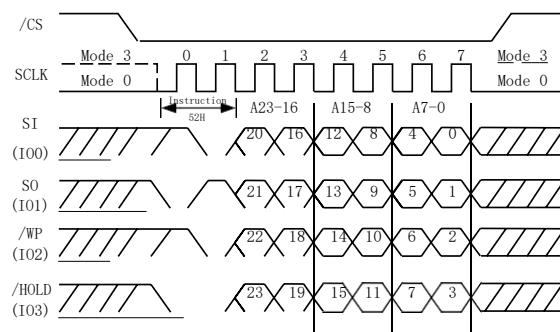 /CS
Mode 3 0 1 2 3 4 5 6 7 Mode 3
SCLK
Mode 0 Mode 0
Instruction A23-16 A15-8 A7-0
52H
SI 20 16 12 8 4 0
(IO0)
SO 21 17 13 9 5 1
(IO1)
/WP 22 18 14 10 6 2
(IO2)
/HOLD 23 19 15 11 7 3
(IO3)